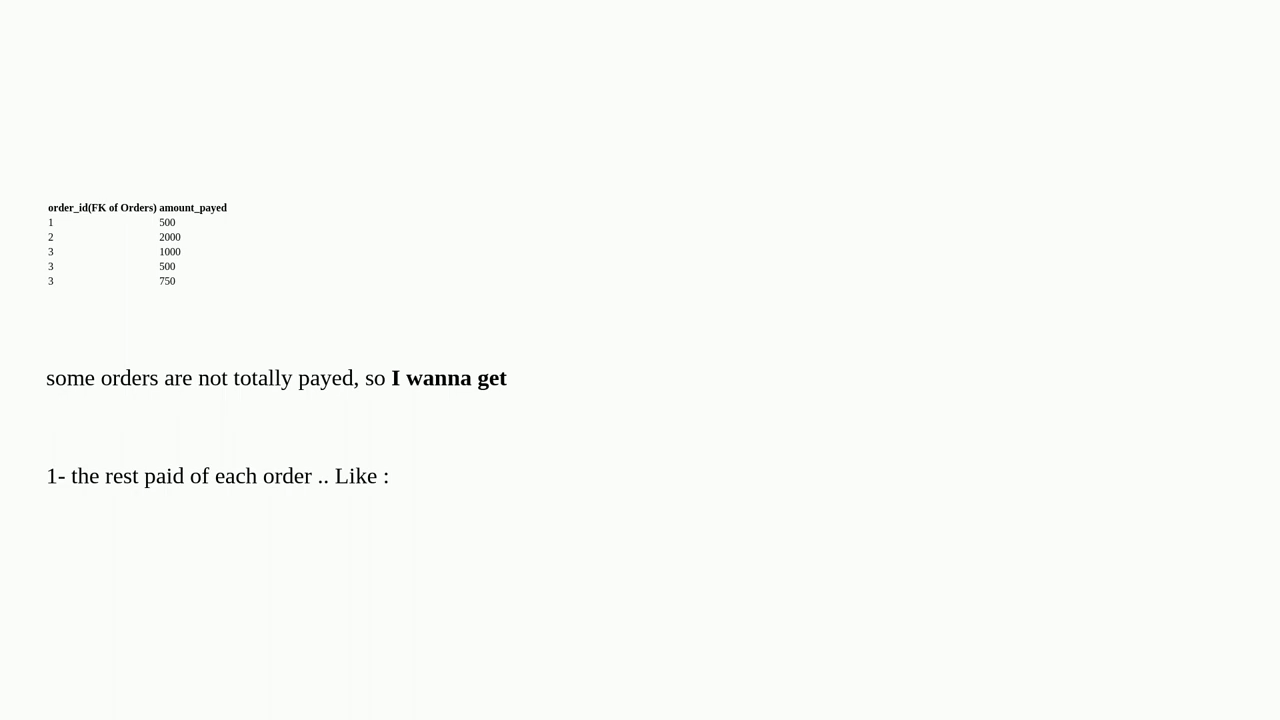 order_id(FK of Orders) amount_payed
1 500
2 2000
3 1000
3 500
3 750
some orders are not totally payed, so I wanna get
1- the rest paid of each order .. Like :